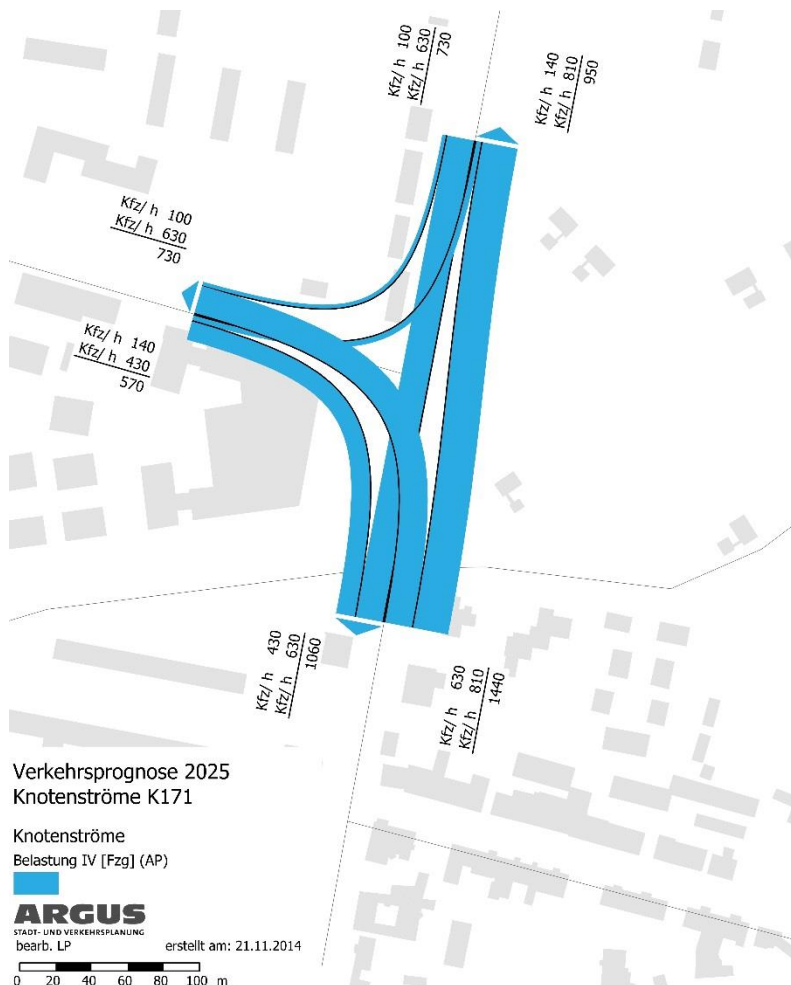 Kfz/ h 100
Kfz/ h 630
730
Kfz/ h 140
Kfz/ h 810
950
Kfz/ h 100
Kfz/ h 630
730
Kfz/ h 140
Kfz/ h 430
570
Kfz/ h 430
Kfz/ h 630
1060
Kfz/ h 630
Kfz/ h 810
1440
Verkehrsprognose 2025
Knotenströme K171
Knotenströme
Belastung IV [Fzg] (AP)
ARGUS
STADT- UND VERKEHRSPLANUNG
bearb. LP erstellt am: 21.11.2014
0 20 40 60 80 100 m